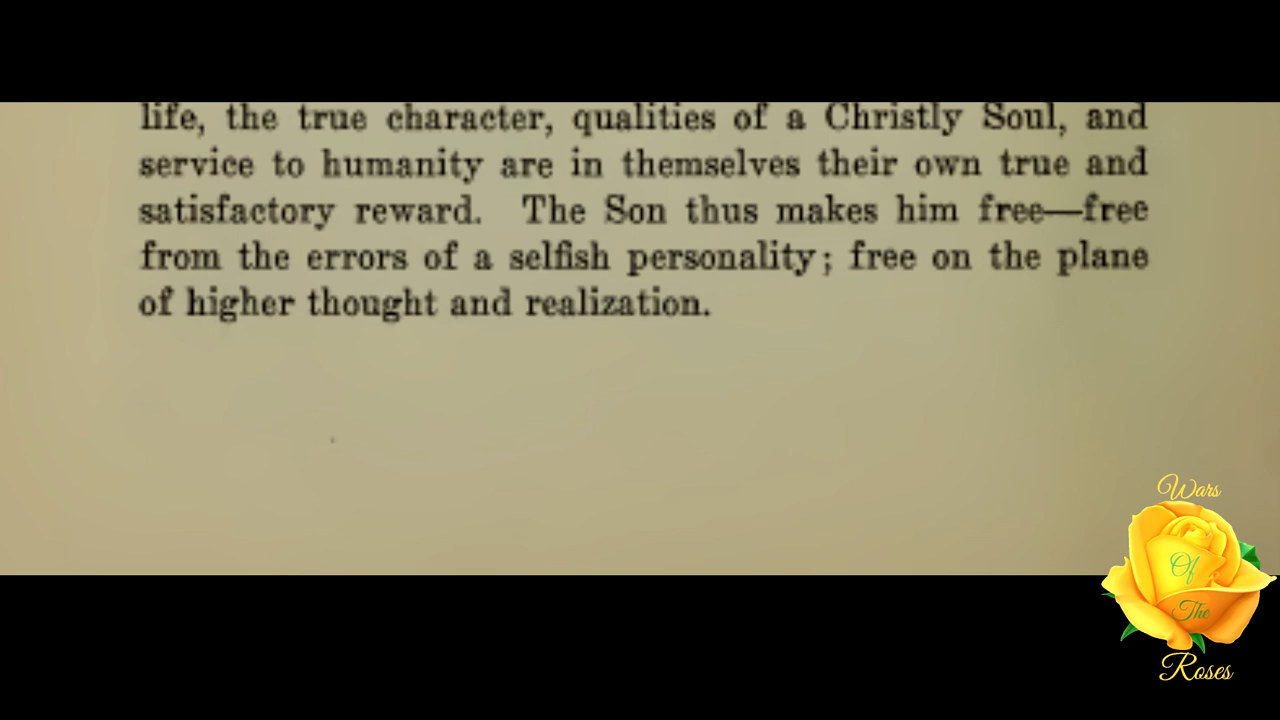 life, the true character, qualities of a Christly Soul, and
service to humanity are in themselves their own true and
satisfactory reward. The Son thus makes him free—free
from the errors of a selfish personality; free on the plane
of higher thought and realization.
Wars
Of
The
Roses